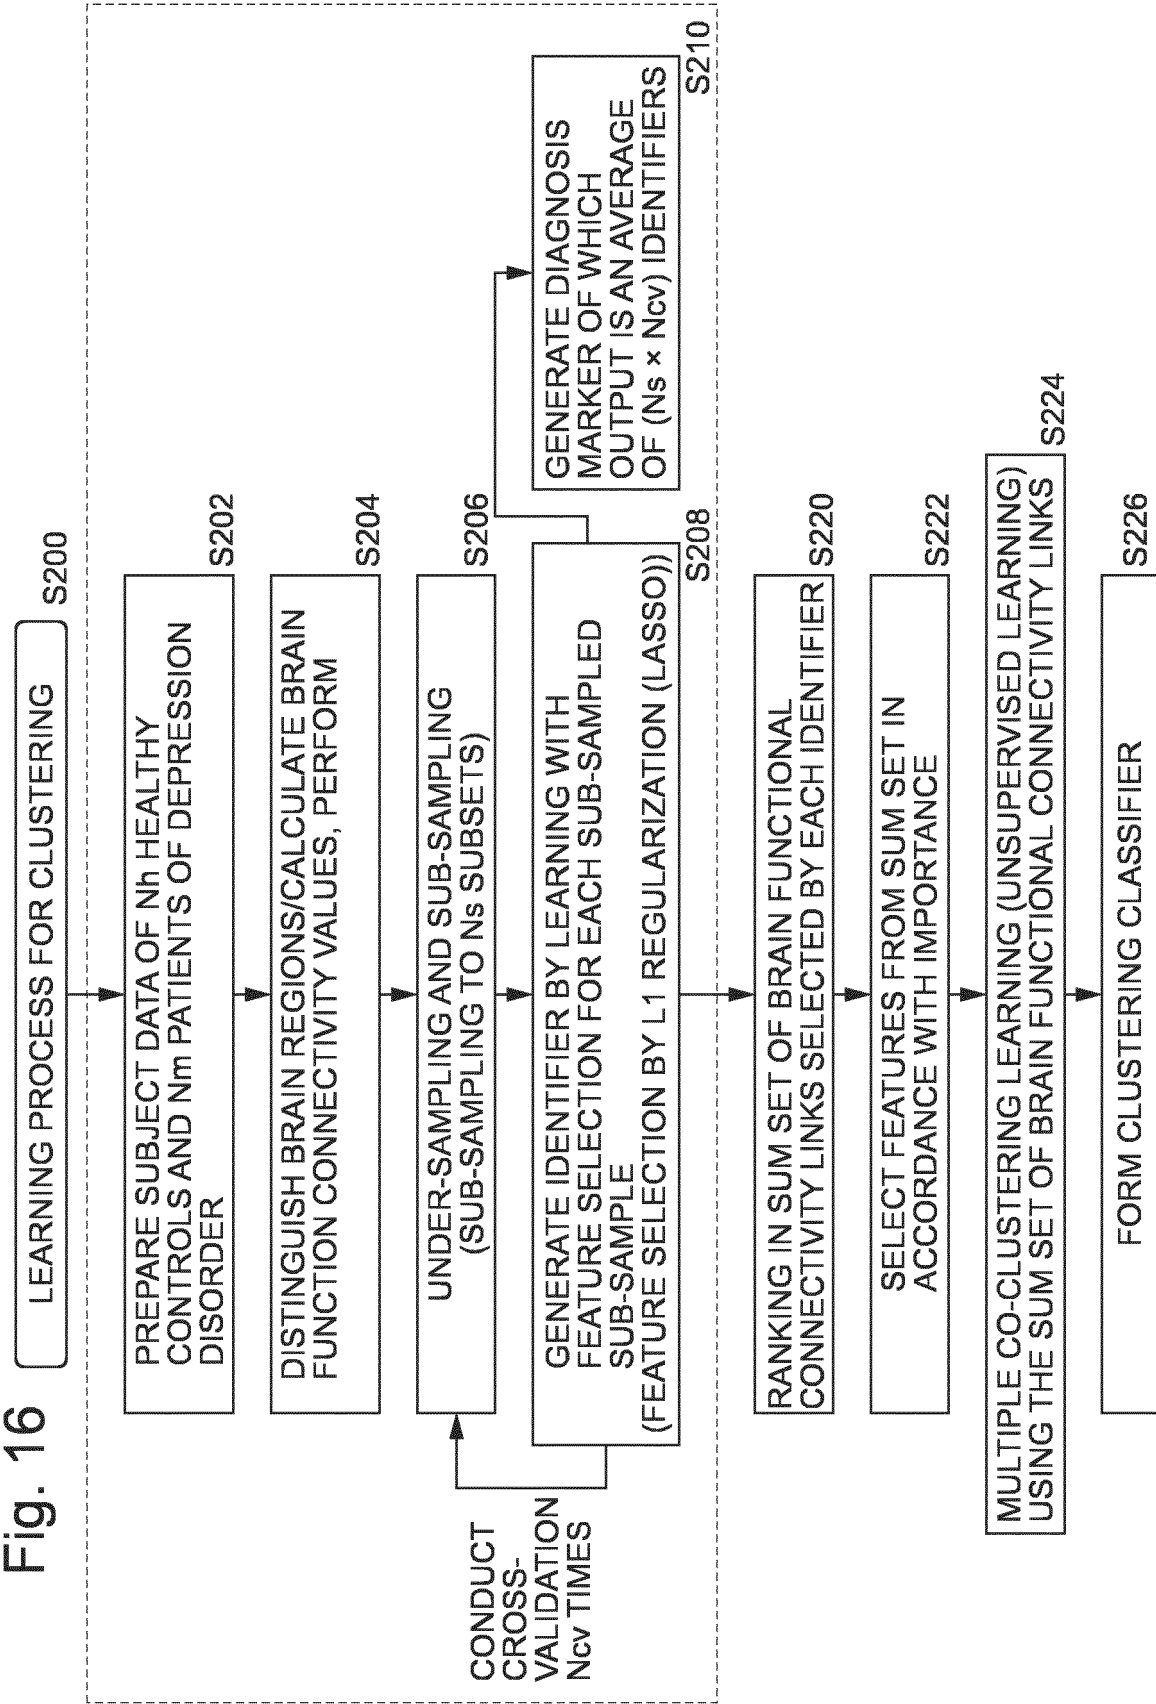 Fig. 16
LEARNING PROCESS FOR CLUSTERING
S200
PREPARE SUBJECT DATA OF Nh HEALTHY
CONTROLS AND Nm PATIENTS OF DEPRESSION
DISORDER
S202
DISTINGUISH BRAIN REGIONS/CALCULATE BRAIN
FUNCTION CONNECTIVITY VALUES, PERFORM
S204
UNDER-SAMPLING AND SUB-SAMPLING
(SUB-SAMPLING TO Ns SUBSETS)
S206
CONDUCT
CROSS-
VALIDATION
Ncv TIMES
GENERATE IDENTIFIER BY LEARNING WITH
FEATURE SELECTION FOR EACH SUB-SAMPLED
SUB-SAMPLE
(FEATURE SELECTION BY L1 REGULARIZATION (LASSO))
S208
GENERATE DIAGNOSIS
MARKER OF WHICH
OUTPUT IS AN AVERAGE
OF (Ns × Ncv) IDENTIFIERS
S210
RANKING IN SUM SET OF BRAIN FUNCTIONAL
CONNECTIVITY LINKS SELECTED BY EACH IDENTIFIER
S220
SELECT FEATURES FROM SUM SET IN
ACCORDANCE WITH IMPORTANCE
S222
MULTIPLE CO-CLUSTERING LEARNING (UNSUPERVISED LEARNING)
USING THE SUM SET OF BRAIN FUNCTIONAL CONNECTIVITY LINKS
S224
FORM CLUSTERING CLASSIFIER
S226